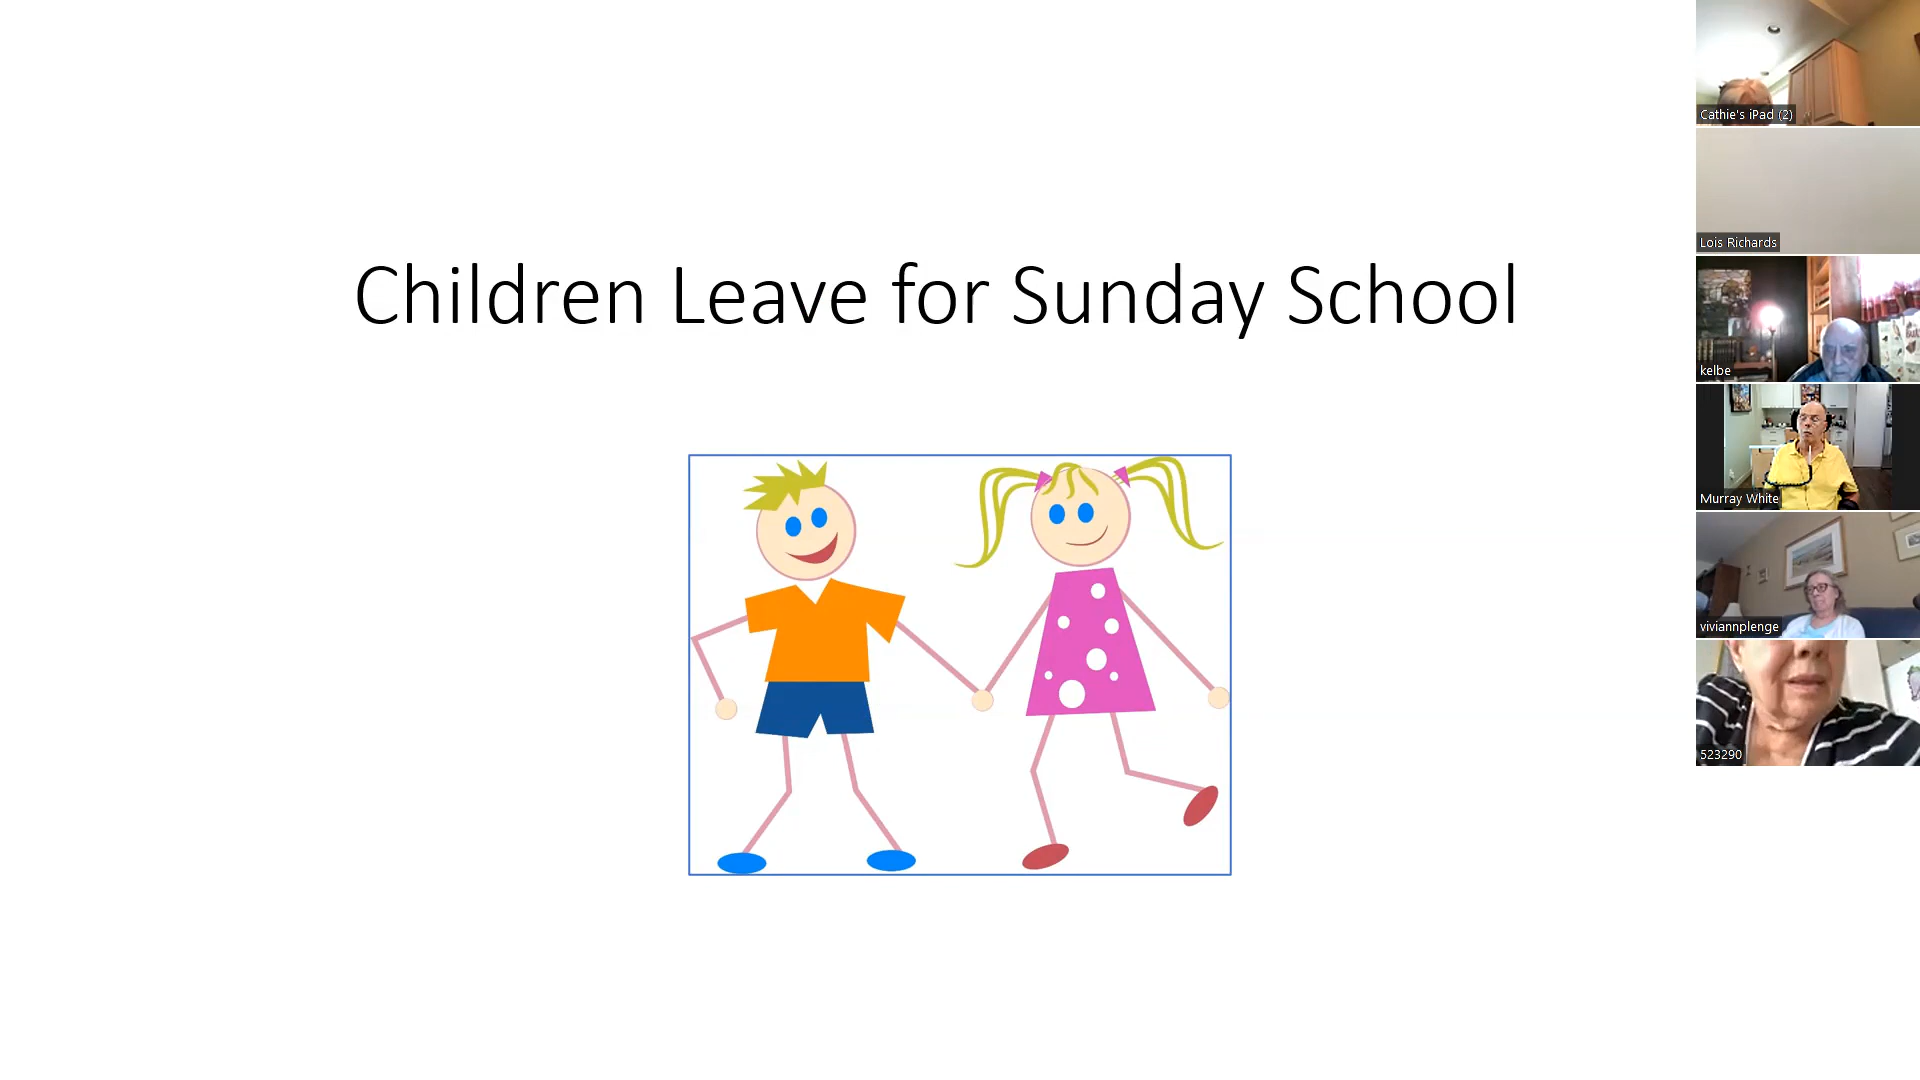 Children Leave for Sunday School
Cathie's iPad (2)
Lois Richards
kelbe
Murray White
viviannplenge
523290